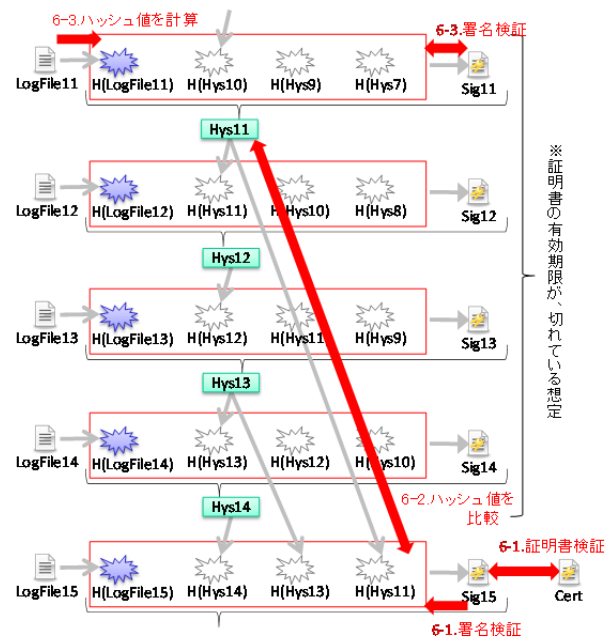 6-3.ハッシュ値を計算
6-3.署名検証
LogFile11
H(LogFile11)
H(Hys10)
H(Hys9)
H(Hys7)
Sig11
Hys11
LogFile12
H(LogFile12)
H(Hys11)
H(Hys10)
H(Hys8)
Sig12
Hys12
LogFile13
H(LogFile13)
H(Hys12)
H(Hys11)
H(Hys9)
Sig13
Hys13
LogFile14
H(LogFile14)
H(Hys13)
H(Hys12)
H(Hys10)
Sig14
Hys14
6-2.ハッシュ値を
比較
6-1.証明書検証
LogFile15
H(LogFile15)
H(Hys14)
H(Hys13)
H(Hys11)
Sig15
Cert
6-1.署名検証
※証明書の有効期限が、切れている想定